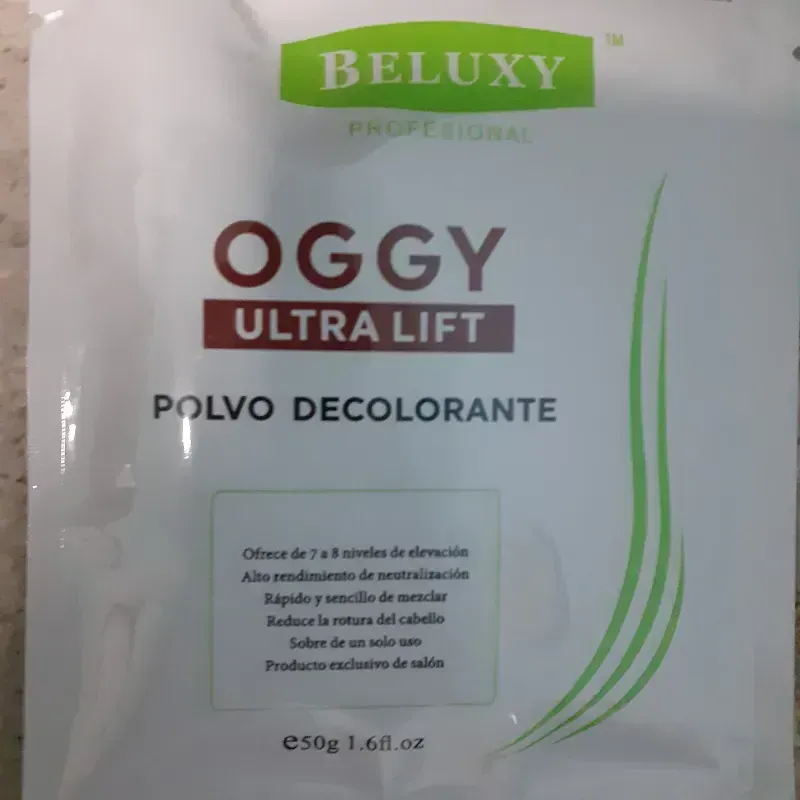 BELUXY
TM
PROFESIONAL
OGGY
ULTRA LIFT
POLVO DECOLORANTE
Ofrece de 7 a 8 niveles de elevación
Alto rendimiento de neutralización
Rápido y sencillo de mezclar
Reduce la rotura del cabello
Sobre de un solo uso
Producto exclusivo de salón
e50g 1.6fl.oz